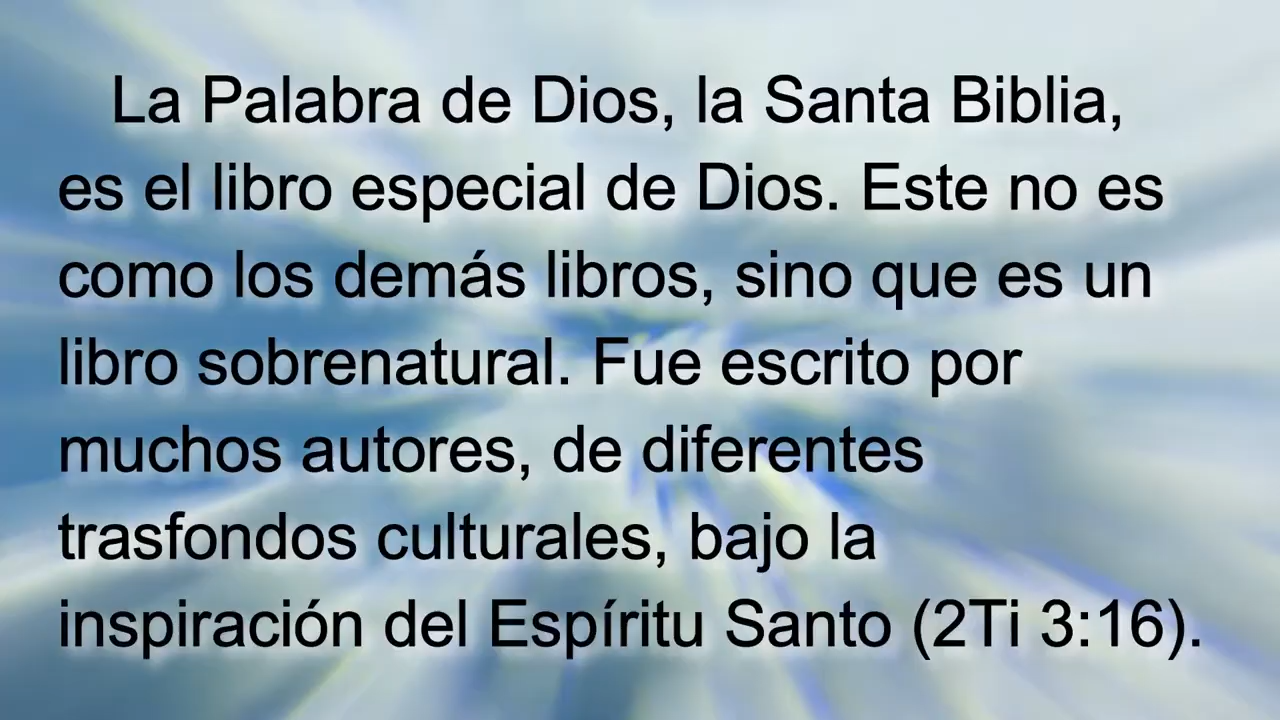 La Palabra de Dios, la Santa Biblia,
es el libro especial de Dios. Este no es
como los demás libros, sino que es un
libro sobrenatural. Fue escrito por
muchos autores, de diferentes
trasfondos culturales, bajo la
inspiración del Espíritu Santo (2Ti 3:16).